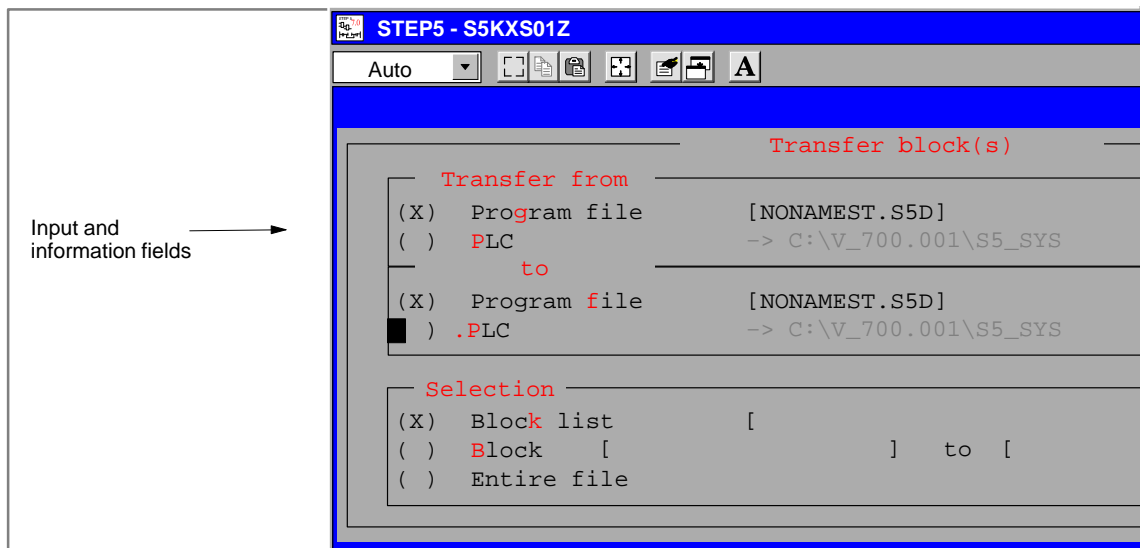 STEP5 - S5KXS01Z
Auto
A
Transfer block(s)
Transfer from
(X) Program file [NONAMEST.S5D]
( ) PLC -> C:\V_700.001\S5_SYS
to
(X) Program file [NONAMEST.S5D]
) .PLC -> C:\V_700.001\S5_SYS
Selection
(X) Block list [
( ) Block [ ] to [
( ) Entire file
Input and
information fields